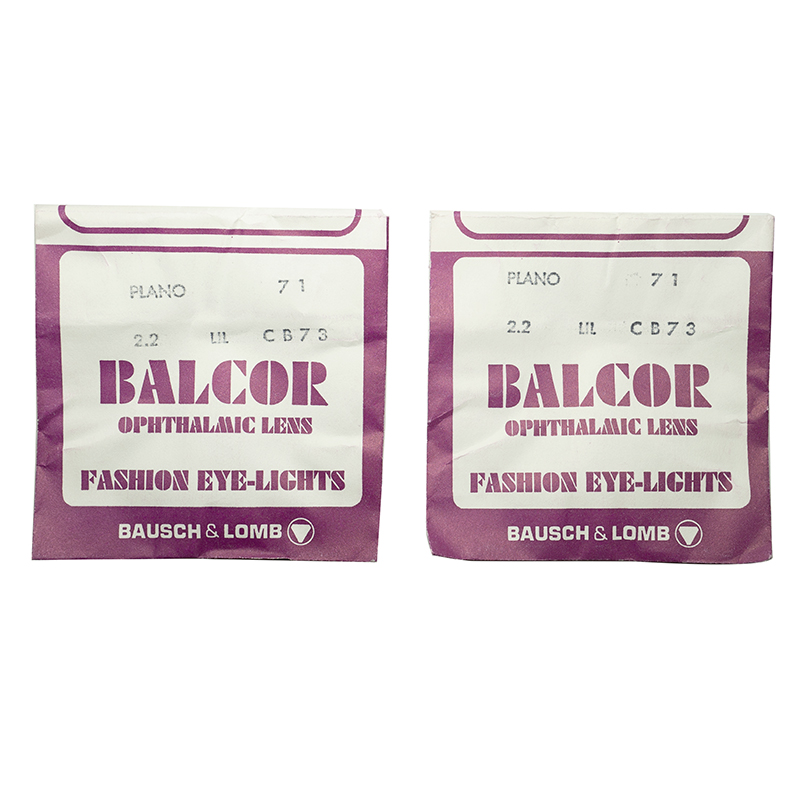 PLANO 71
2.2 LIL CB73
BALCOR
OPHTHALMIC LENS
FASHION EYE-LIGHTS
BAUSCH & LOMB
PLANO 71
2.2 LIL CB73
BALCOR
OPHTHALMIC LENS
FASHION EYE-LIGHTS
BAUSCH & LOMB